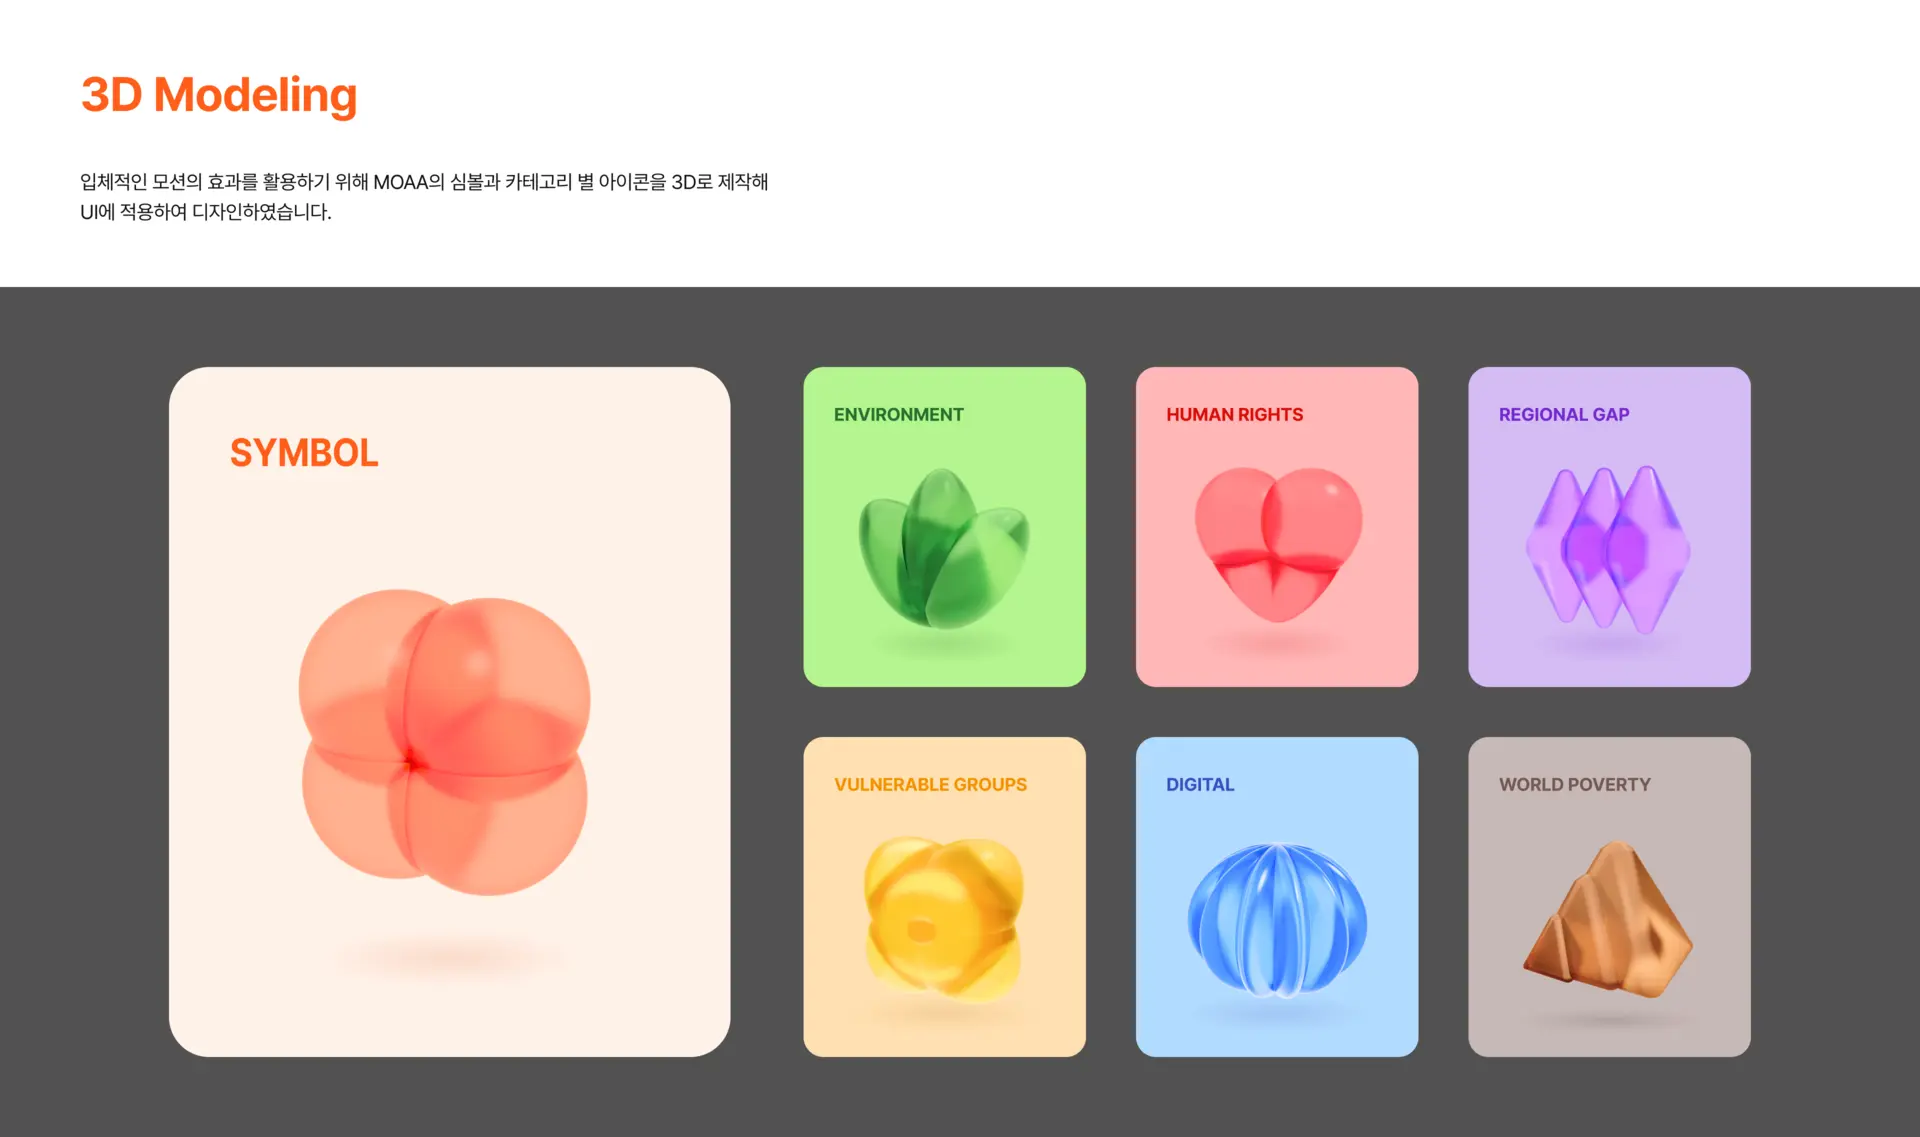 3D Modeling
입체적인 모션의 효과를 활용하기 위해 MOAA의 심볼과 카테고리 별 아이콘을 3D로 제작해
UI에 적용하여 디자인하였습니다.
SYMBOL
ENVIRONMENT
HUMAN RIGHTS
REGIONAL GAP
VULNERABLE GROUPS
DIGITAL
WORLD POVERTY